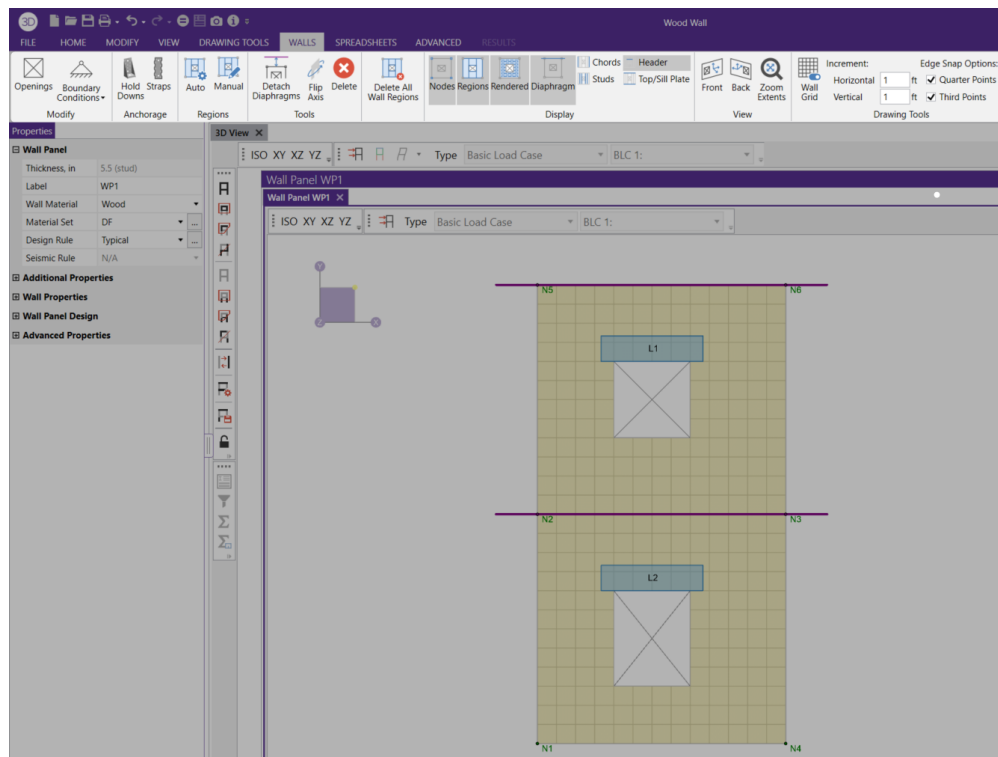 3D
Wood Wall
FILE HOME MODIFY VIEW DRAWING TOOLS WALLS SPREADSHEETS ADVANCED RESULTS
Openings
Boundary Conditions
Modify
Hold Downs
Straps
Anchorage
Auto
Manual
Regions
Detach Diaphragms
Flip Axis
Delete
Tools
Delete All Wall Regions
Nodes
Regions
Rendered
Diaphragm
Chords
Header
Studs
Top/Sill Plate
Display
Front
Back
Zoom Extents
View
Wall Grid
Increment:
Horizontal 1 ft
Vertical 1 ft
Edge Snap Options:
Quarter Points
Third Points
Drawing Tools
Properties
Wall Panel
Thickness, in 5.5 (stud)
Label WP1
Wall Material Wood
Material Set DF ...
Design Rule Typical ...
Seismic Rule N/A
Additional Properties
Wall Properties
Wall Panel Design
Advanced Properties
3D View
ISO XY XZ YZ Type Basic Load Case BLC 1:
Wall Panel WP1
Wall Panel WP1
ISO XY XZ YZ Type Basic Load Case BLC 1:
Y
Z
X
N5
N6
L1
N2
N3
L2
N1
N4